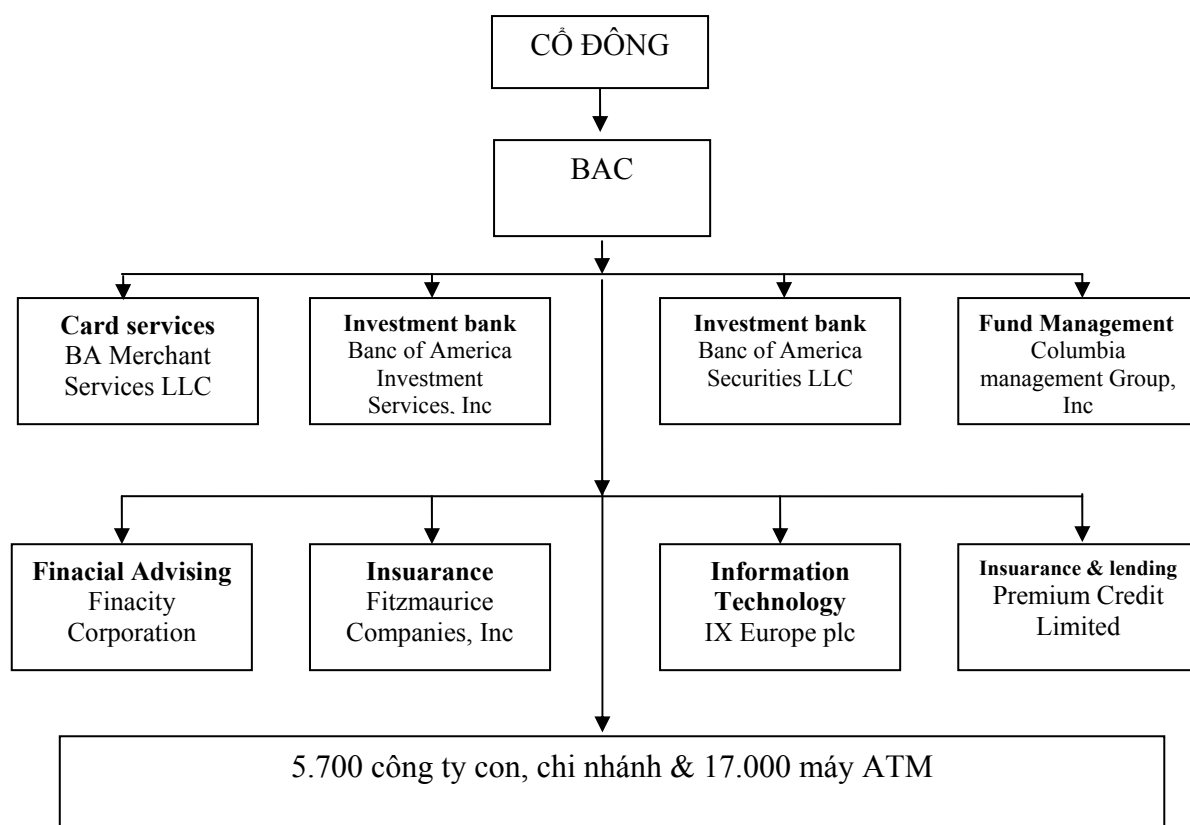 CỔ ĐÔNG
BAC
Card services
BA Merchant
Services LLC
Investment bank
Banc of America
Investment
Services, Inc
Investment bank
Banc of America
Securities LLC
Fund Management
Columbia
management Group,
Inc
Finacial Advising
Finacity
Corporation
Insuarance
Fitzmaurice
Companies, Inc
Information
Technology
IX Europe plc
Insuarance & lending
Premium Credit
Limited
5.700 công ty con, chi nhánh & 17.000 máy ATM